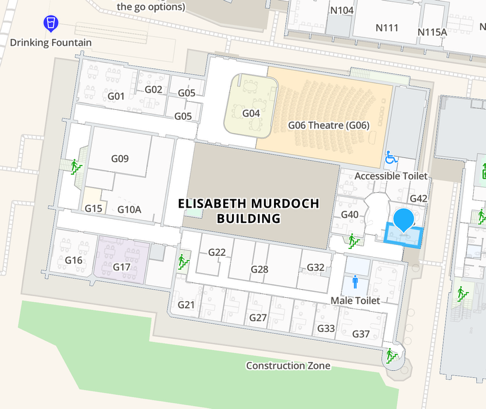 the go options)
N104
N111
N115A
Drinking Fountain
G01
G02
G05
G05
G04
G06 Theatre (G06)
G09
Accessible Toilet
G42
G15
G10A
ELISABETH MURDOCH
BUILDING
G40
G16
G17
G22
G28
G32
Male Toilet
G21
G27
G33
G37
Construction Zone